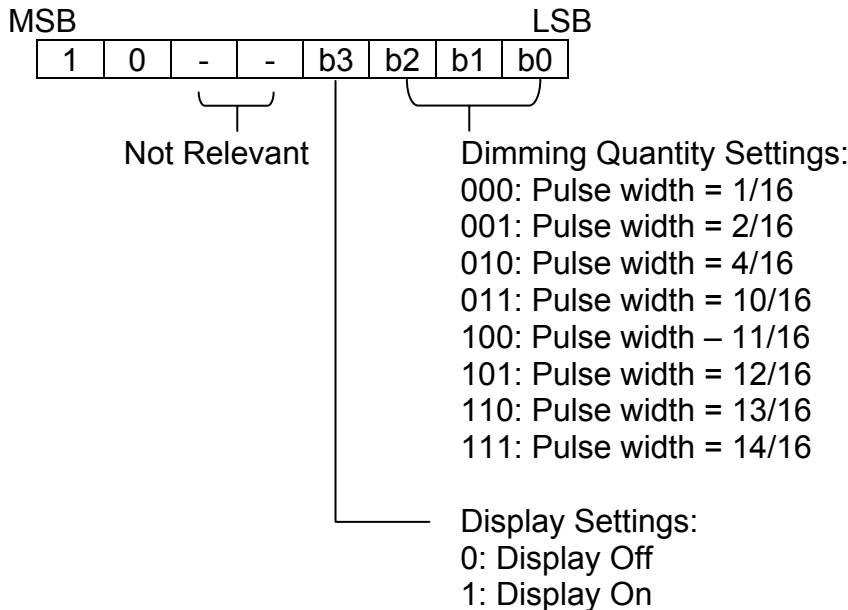 MSB LSB
1 0 - - b3 b2 b1 b0
Not Relevant
Dimming Quantity Settings:
000: Pulse width = 1/16
001: Pulse width = 2/16
010: Pulse width = 4/16
011: Pulse width = 10/16
100: Pulse width – 11/16
101: Pulse width = 12/16
110: Pulse width = 13/16
111: Pulse width = 14/16
Display Settings:
0: Display Off
1: Display On